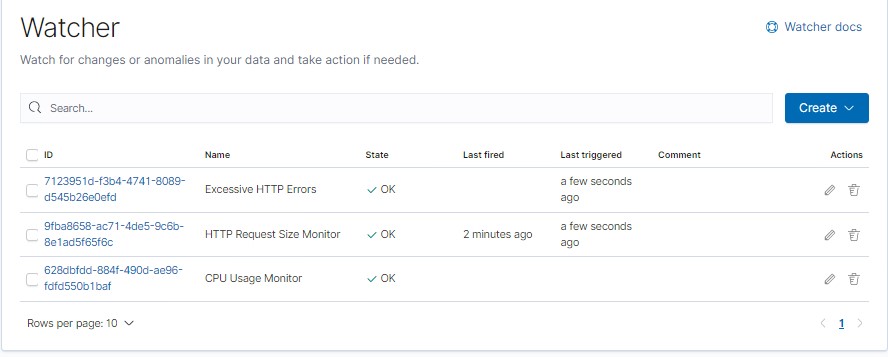 Watcher
Watcher docs
Watch for changes or anomalies in your data and take action if needed.
Search...
Create
ID Name State Last fired Last triggered Comment Actions
7123951d-f3b4-4741-8089-
d545b26e0efd
Excessive HTTP Errors
OK
a few seconds
ago
9fba8658-ac71-4de5-9c6b-
8e1ad5f65f6c
HTTP Request Size Monitor
OK
2 minutes ago
a few seconds
ago
628dbfdd-884f-490d-ae96-
fdfd550b1baf
CPU Usage Monitor
OK
Rows per page: 10
1